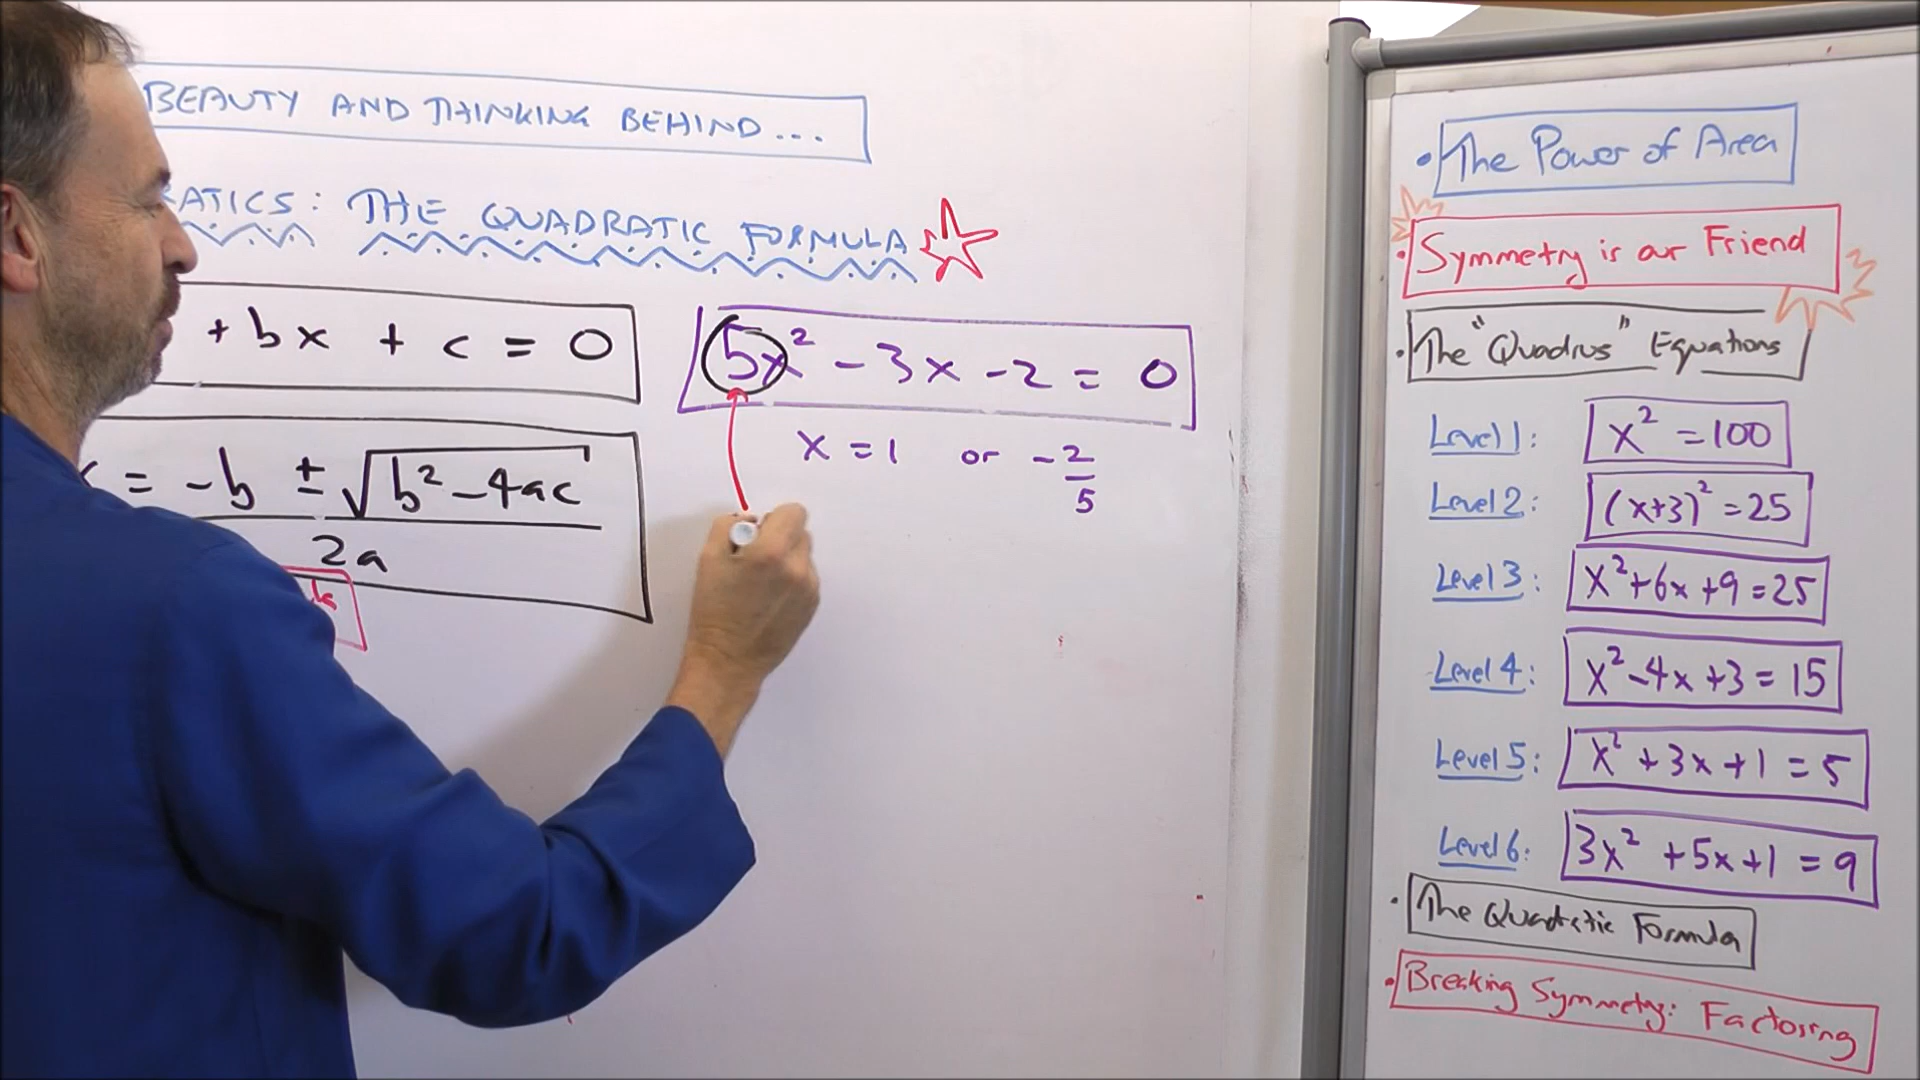 BEAUTY AND THINKING BEHIND...
RATICS: THE QUADRATIC FORMULA
+ bx + c = 0
= -b ± √b² - 4ac
2a
5x² - 3x - 2 = 0
x = 1 or -2/5
• The Power of Area
• Symmetry is our Friend
• The "Quadrus" Equations
Level 1: x² = 100
Level 2: (x+3)² = 25
Level 3: x² + 6x + 9 = 25
Level 4: x² - 4x + 3 = 15
Level 5: x² + 3x + 1 = 5
Level 6: 3x² + 5x + 1 = 9
• The Quadratic Formula
• Breaking Symmetry: Factoring